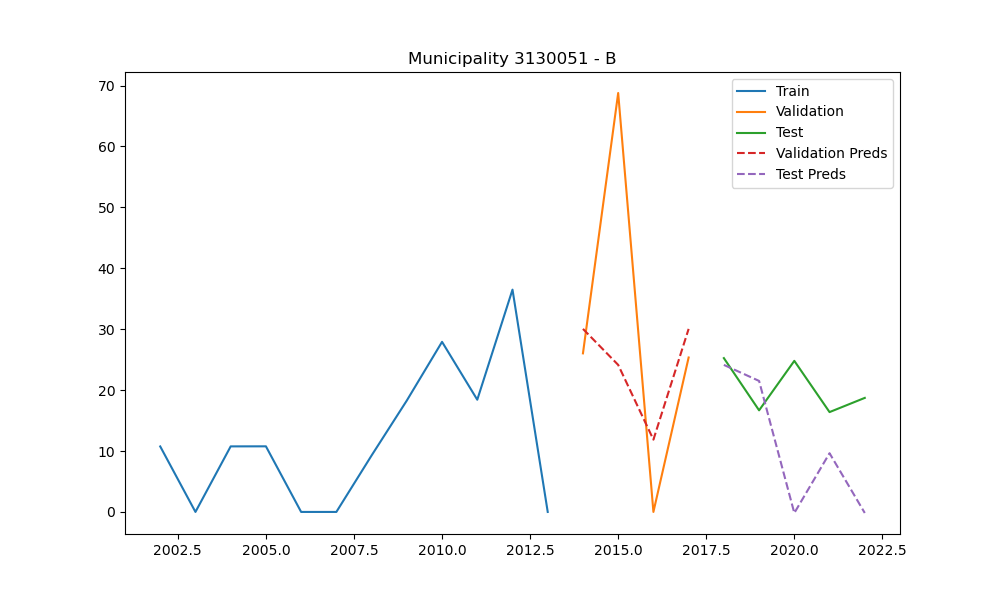 Municipality 3130051 - B
70
60
50
40
30
20
10
0
2002.5 2005.0 2007.5 2010.0 2012.5 2015.0 2017.5 2020.0 2022.5
Train
Validation
Test
Validation Preds
Test Preds